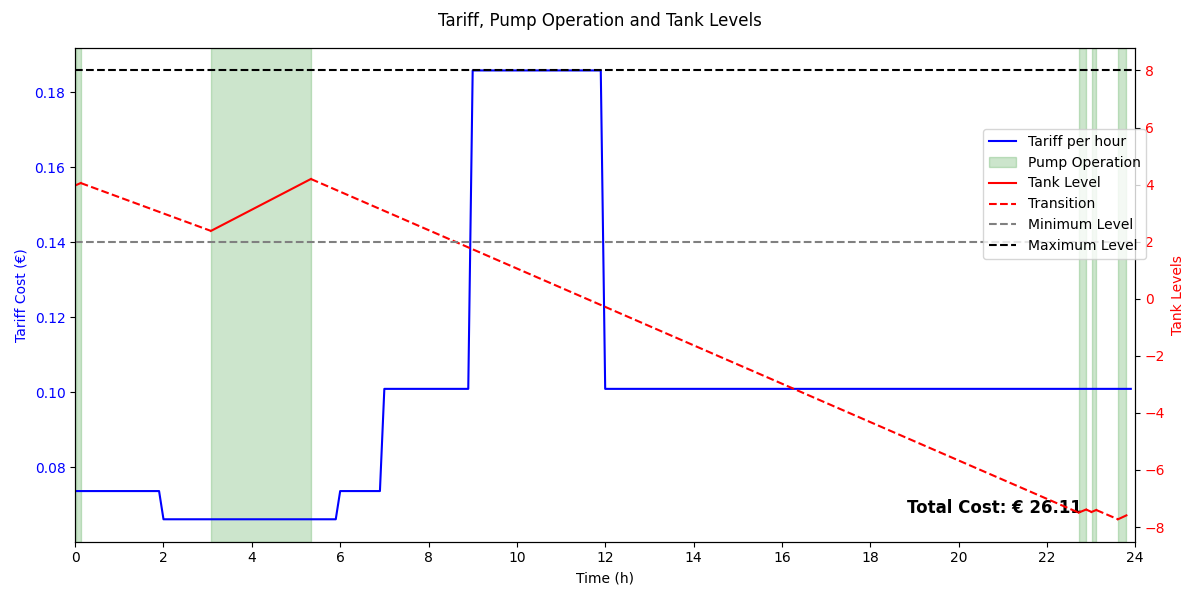 Tariff, Pump Operation and Tank Levels
Tariff Cost (€)
0.18
0.16
0.14
0.12
0.10
0.08
8
6
4
2
0
−2
−4
−6
−8
Tank Levels
Tariff per hour
Pump Operation
Tank Level
Transition
Minimum Level
Maximum Level
Total Cost: € 26.11
0 2 4 6 8 10 12 14 16 18 20 22 24
Time (h)